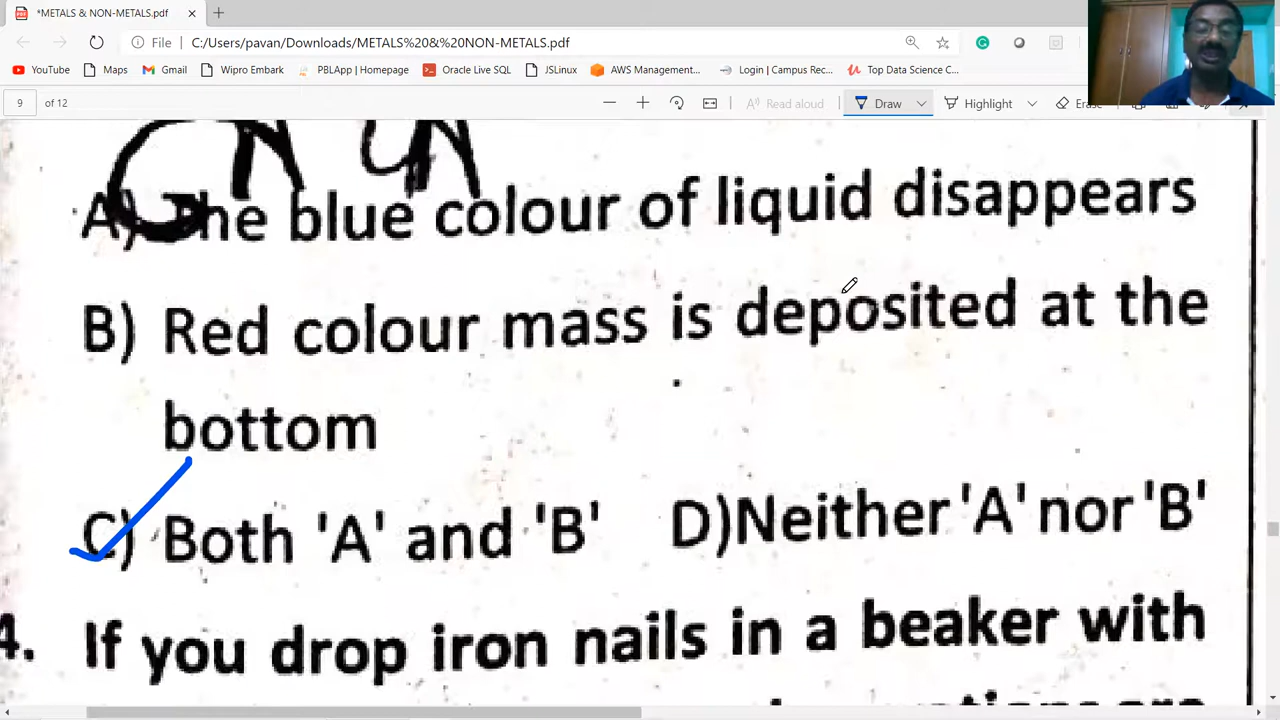 *METALS & NON-METALS.pdf
File C:/Users/pavan/Downloads/METALS%20&%20NON-METALS.pdf
YouTube Maps Gmail Wipro Embark PBLApp | Homepage Oracle Live SQL JSLinux AWS Management... Login | Campus Rec... Top Data Science C...
9 of 12 Read aloud Draw Highlight Erase
A) The blue colour of liquid disappears
B) Red colour mass is deposited at the
bottom
C) Both 'A' and 'B' D)Neither 'A' nor 'B'
4. If you drop iron nails in a beaker with